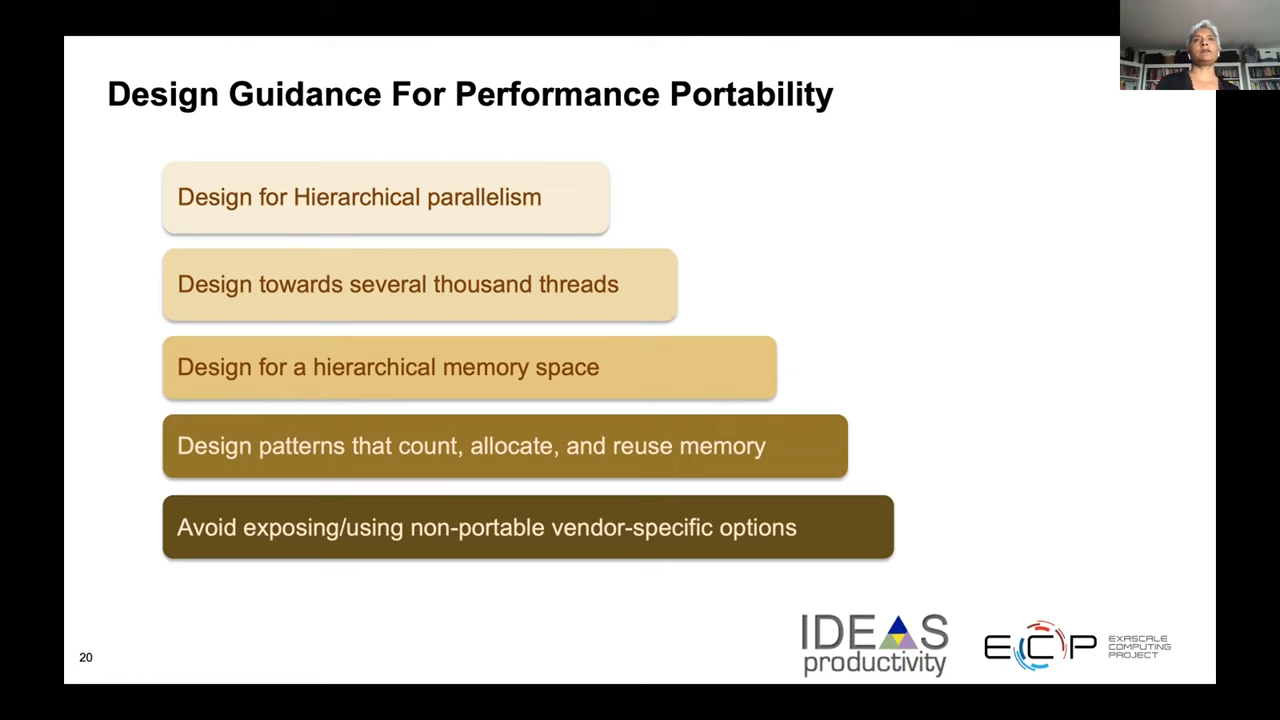 Design Guidance For Performance Portability
Design for Hierarchical parallelism
Design towards several thousand threads
Design for a hierarchical memory space
Design patterns that count, allocate, and reuse memory
Avoid exposing/using non-portable vendor-specific options
20
IDEAS
productivity
ECP
EXASCALE
COMPUTING
PROJECT